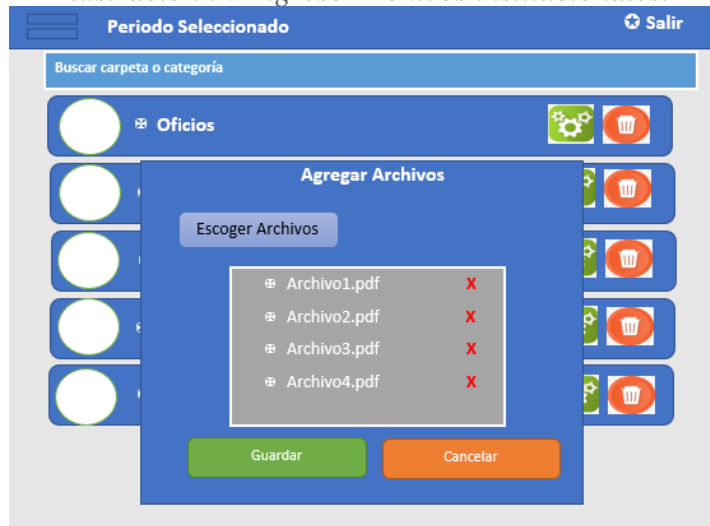 Periodo Seleccionado
Salir
Buscar carpeta o categoría
Oficios
Agregar Archivos
Escoger Archivos
Archivo1.pdf X
Archivo2.pdf X
Archivo3.pdf X
Archivo4.pdf X
Guardar
Cancelar